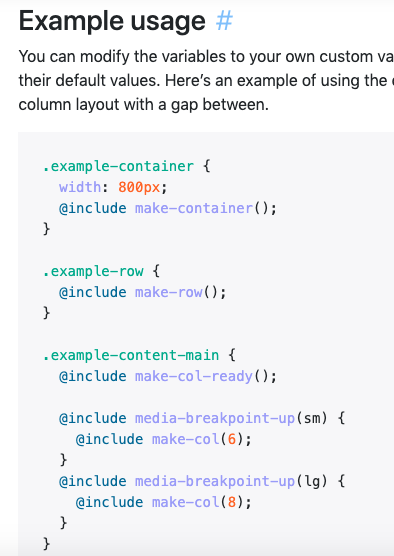 Example usage #
You can modify the variables to your own custom va
their default values. Here's an example of using the
column layout with a gap between.
.example-container {
  width: 800px;
  @include make-container();
}
.example-row {
  @include make-row();
}
.example-content-main {
  @include make-col-ready();
  @include media-breakpoint-up(sm) {
    @include make-col(6);
  }
  @include media-breakpoint-up(lg) {
    @include make-col(8);
  }
}